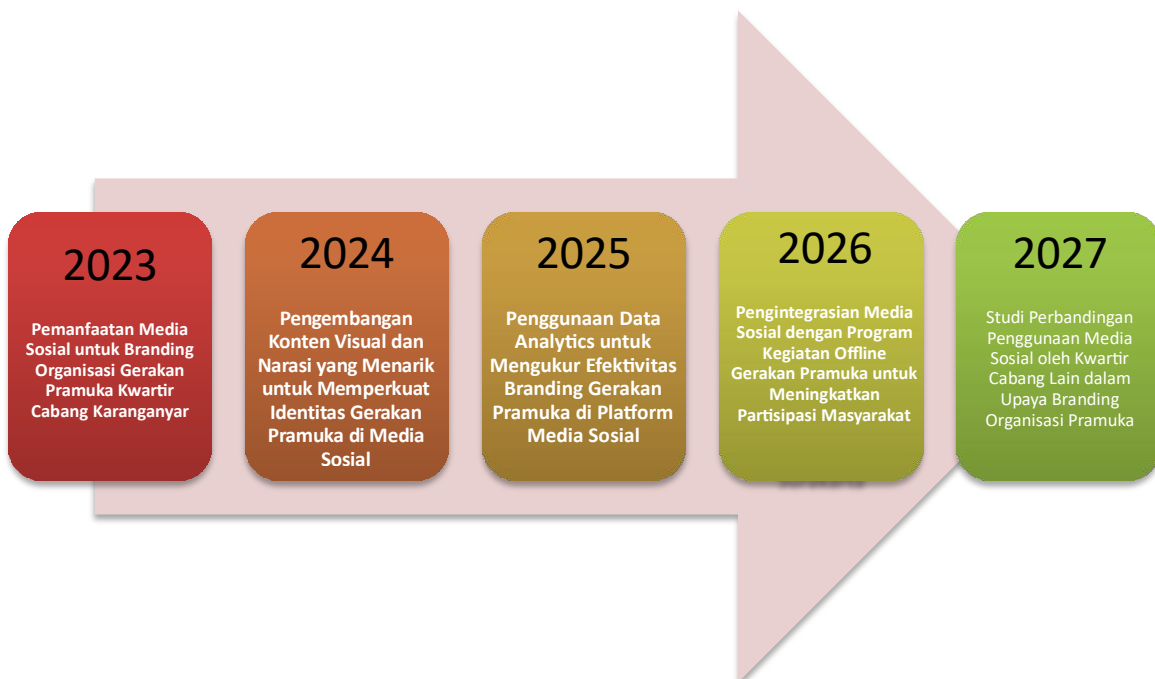 2023
Pemanfaatan Media
Sosial untuk Branding
Organisasi Gerakan
Pramuka Kwartir
Cabang Karanganyar
2024
Pengembangan
Konten Visual dan
Narasi yang Menarik
untuk Memperkuat
Identitas Gerakan
Pramuka di Media
Sosial
2025
Penggunaan Data
Analytics untuk
Mengukur Efektivitas
Branding Gerakan
Pramuka di Platform
Media Sosial
2026
Pengintegrasian Media
Sosial dengan Program
Kegiatan Offline
Gerakan Pramuka untuk
Meningkatkan
Partisipasi Masyarakat
2027
Studi Perbandingan
Penggunaan Media
Sosial oleh Kwartir
Cabang Lain dalam
Upaya Branding
Organisasi Pramuka